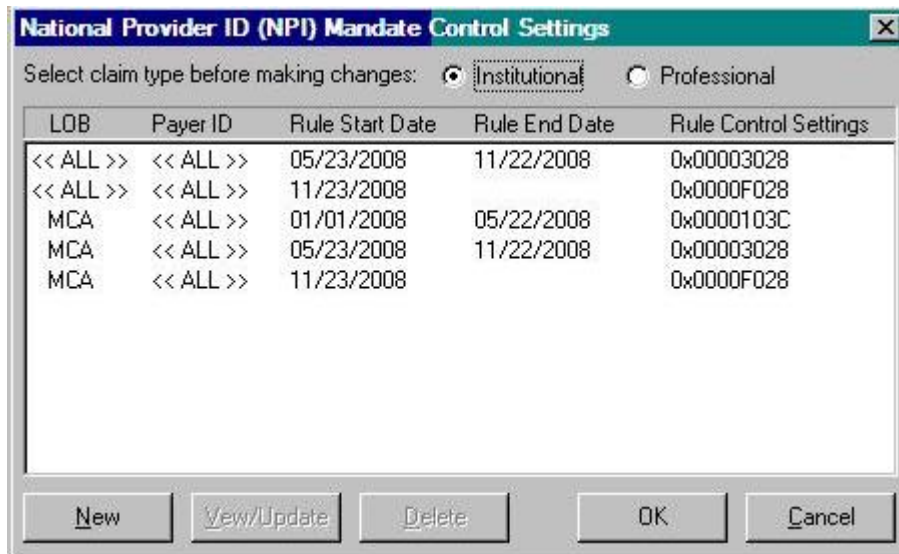 National Provider ID (NPI) Mandate Control Settings
Select claim type before making changes: Institutional Professional
LOB Payer ID Rule Start Date Rule End Date Rule Control Settings
<< ALL >> << ALL >> 05/23/2008 11/22/2008 0x00003028
<< ALL >> << ALL >> 11/23/2008 0x0000F028
MCA << ALL >> 01/01/2008 05/22/2008 0x0000103C
MCA << ALL >> 05/23/2008 11/22/2008 0x00003028
MCA << ALL >> 11/23/2008 0x0000F028
New Vew/Update Delete OK Cancel